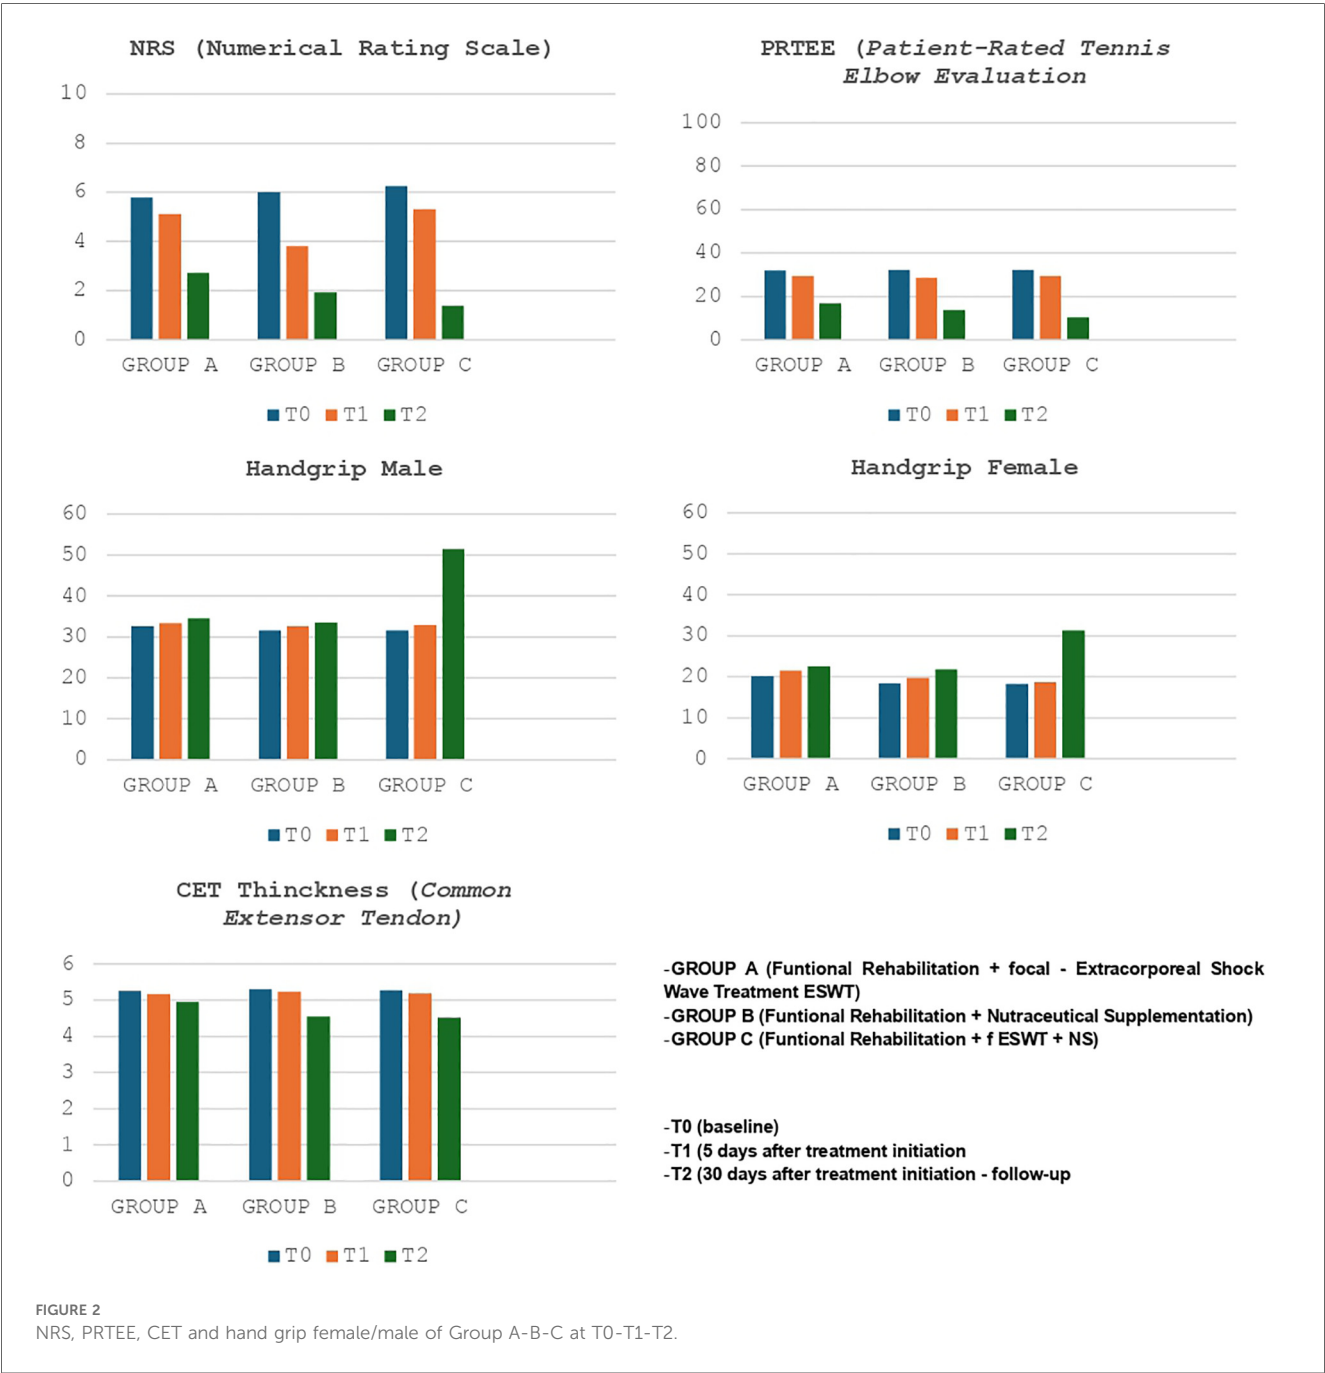 NRS (Numerical Rating Scale)
10
8
6
4
2
0
GROUP A GROUP B GROUP C
T0 T1 T2
PRTEE (Patient-Rated Tennis
Elbow Evaluation
100
80
60
40
20
0
GROUP A GROUP B GROUP C
T0 T1 T2
Handgrip Male
60
50
40
30
20
10
0
GROUP A GROUP B GROUP C
T0 T1 T2
Handgrip Female
60
50
40
30
20
10
0
GROUP A GROUP B GROUP C
T0 T1 T2
CET Thinckness (Common
Extensor Tendon)
6
5
4
3
2
1
0
GROUP A GROUP B GROUP C
T0 T1 T2
-GROUP A (Funtional Rehabilitation + focal - Extracorporeal Shock
Wave Treatment ESWT)
-GROUP B (Funtional Rehabilitation + Nutraceutical Supplementation)
-GROUP C (Funtional Rehabilitation + f ESWT + NS)
-T0 (baseline)
-T1 (5 days after treatment initiation
-T2 (30 days after treatment initiation - follow-up
FIGURE 2
NRS, PRTEE, CET and hand grip female/male of Group A-B-C at T0-T1-T2.